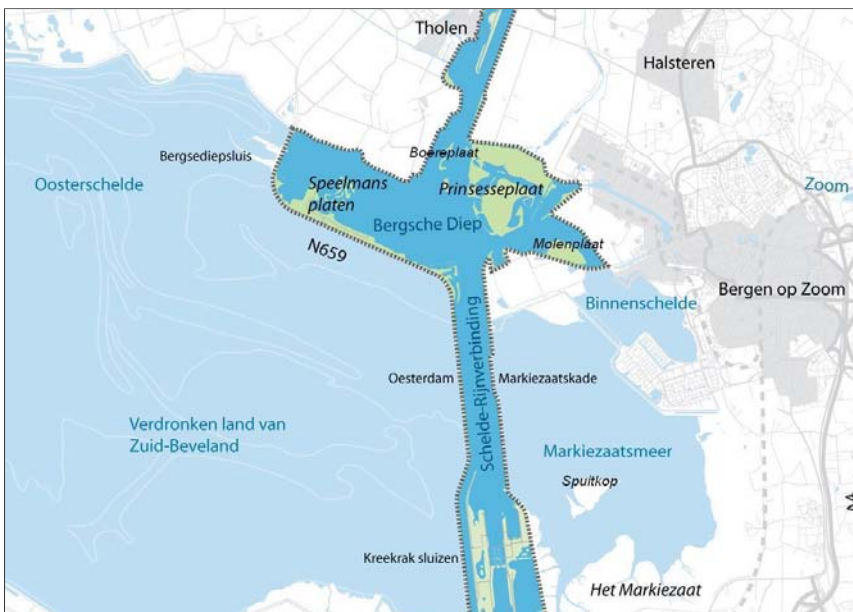 Tholen
Halsteren
Bergsediepsluis
Boereplaat
Oosterschelde
Speelmans
platen
Prinsesseplaat
Zoom
Bergsche Diep
N659
Molenplaat
Binnenschelde
Bergen op Zoom
Schelde-Rijnverbinding
Oesterdam
Markiezaatskade
Verdronken land van
Zuid-Beveland
Markiezaatsmeer
Spuitkop
Kreekrak sluizen
Het Markiezaat